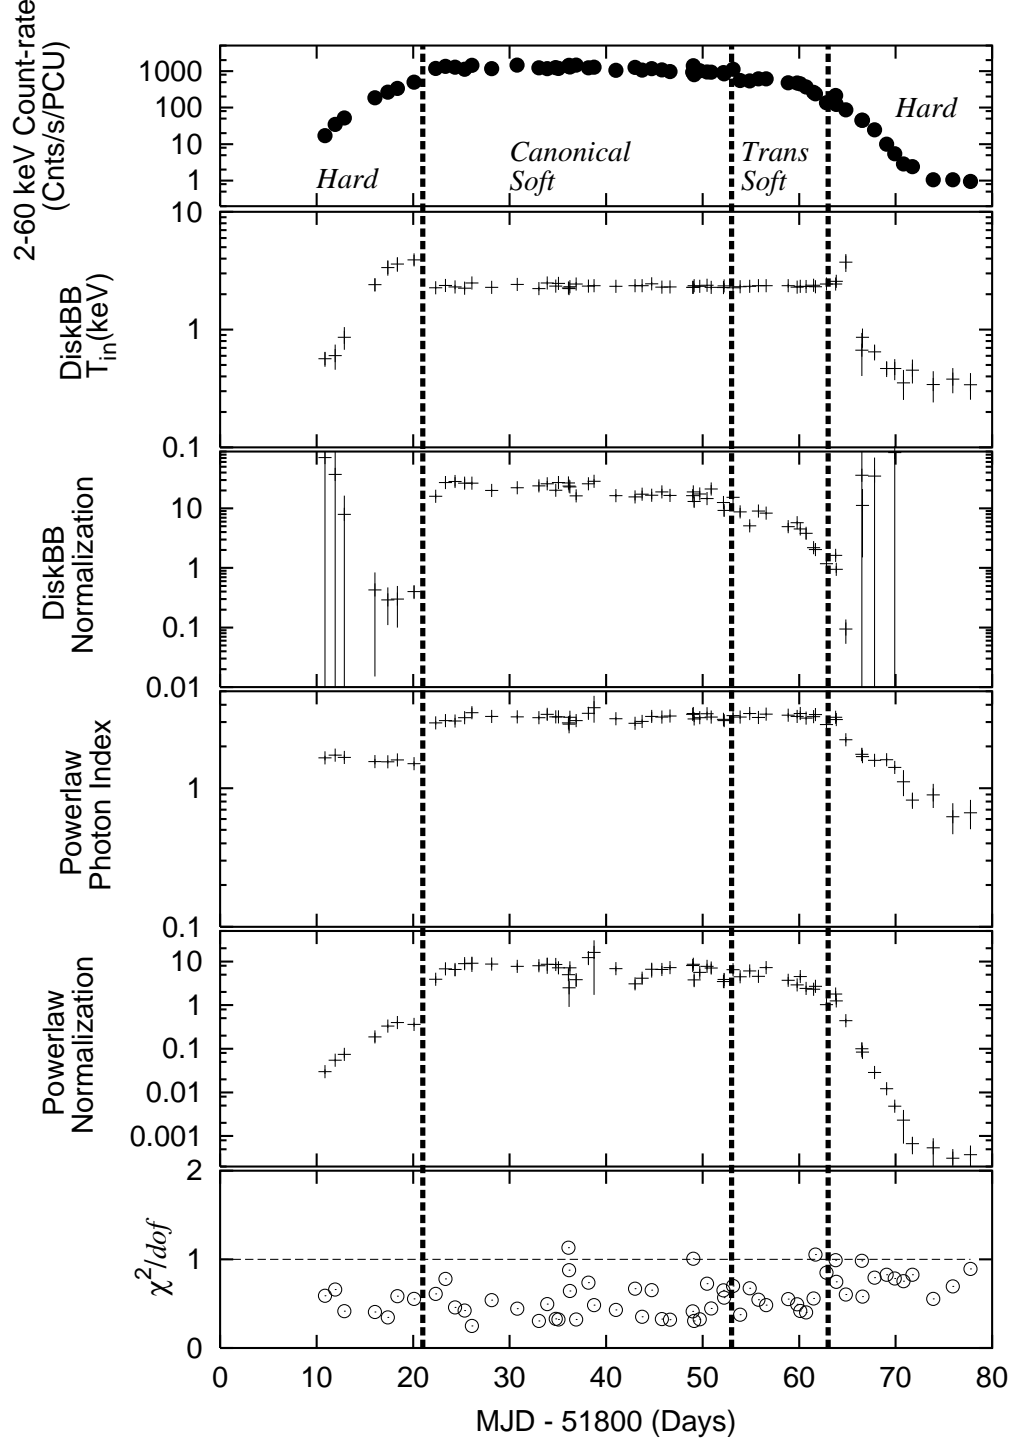 2-60 keV Count-rate
(Cnts/s/PCU)
1000
100
10
1
Hard
Canonical
Soft
Trans
Soft
Hard
DiskBB
T_in(keV)
10
1
0.1
DiskBB
Normalization
10
1
0.1
0.01
Powerlaw
Photon Index
1
0.1
Powerlaw
Normalization
10
1
0.1
0.01
0.001
χ²/dof
2
1
0
0 10 20 30 40 50 60 70 80
MJD - 51800 (Days)